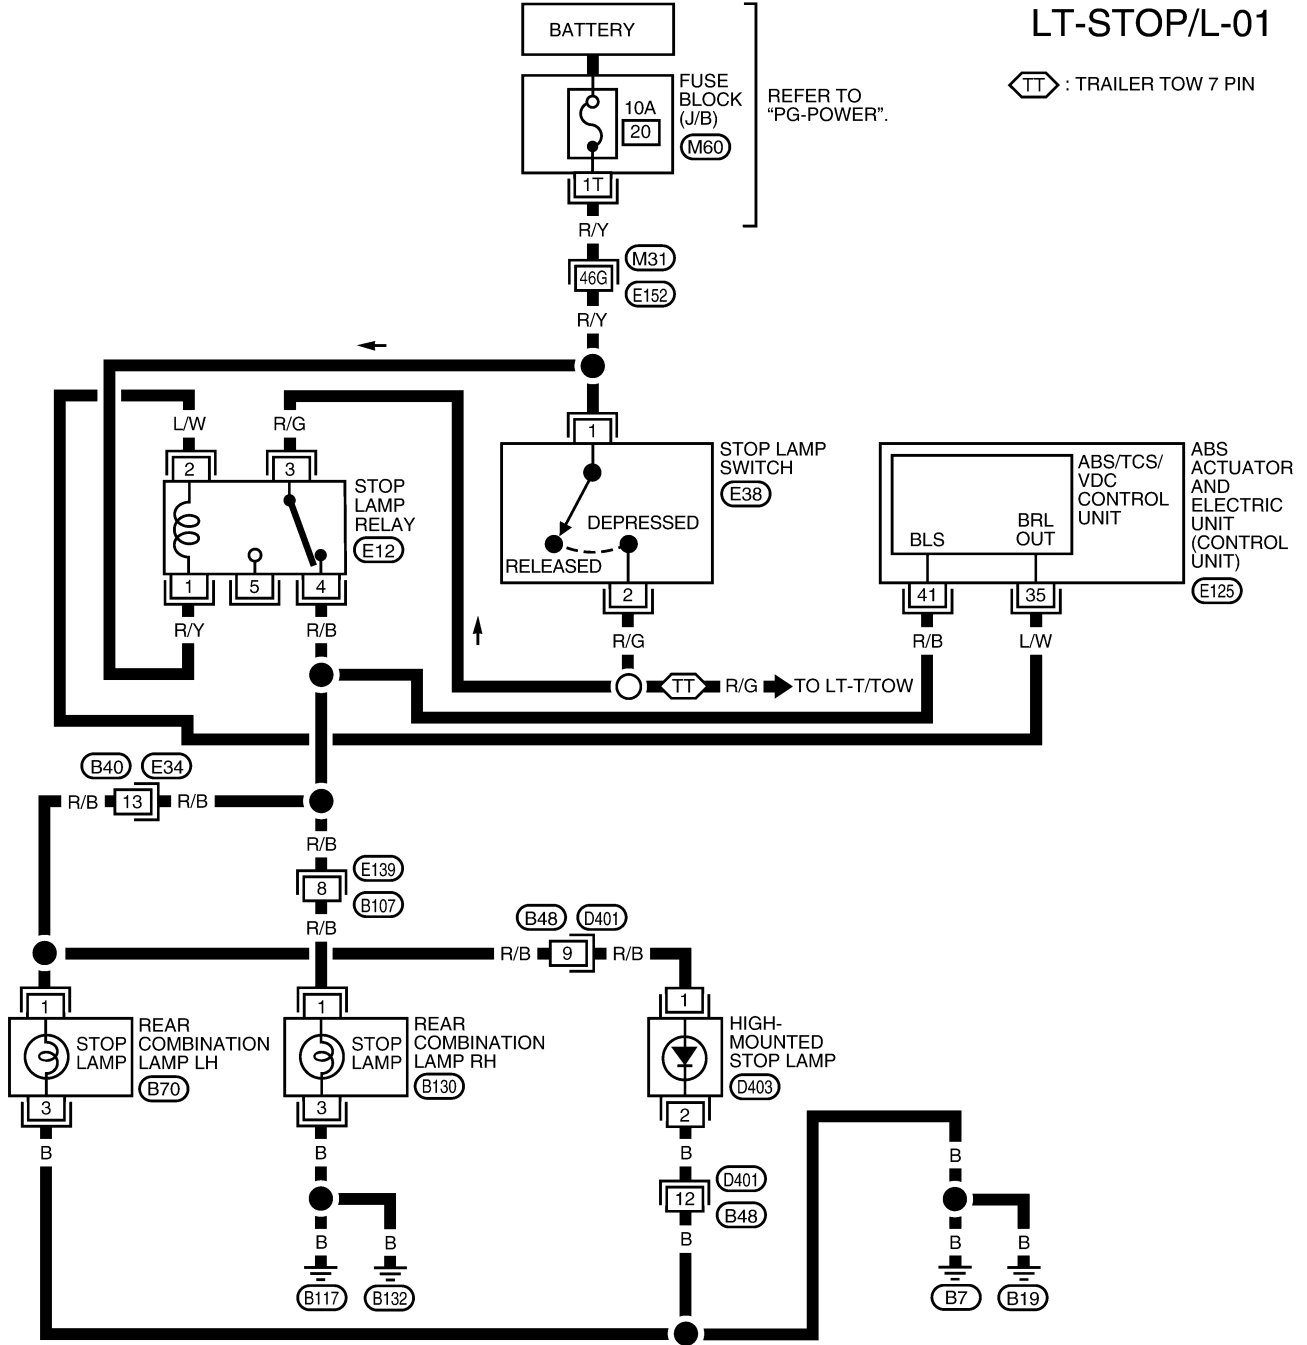 LT-STOP/L-01
TT : TRAILER TOW 7 PIN
BATTERY
FUSE
BLOCK
(J/B)
M60
10A
20
REFER TO
“PG-POWER”.
1T
R/Y
46G
M31
E152
R/Y
L/W
R/G
2
3
STOP
LAMP
RELAY
E12
1
5
4
R/Y
R/B
1
STOP LAMP
SWITCH
E38
DEPRESSED
RELEASED
2
R/G
TT
R/G
TO LT-T/TOW
ABS/TCS/
VDC
CONTROL
UNIT
BLS
BRL
OUT
ABS
ACTUATOR
AND
ELECTRIC
UNIT
(CONTROL
UNIT)
E125
41
35
R/B
L/W
B40
E34
R/B
13
R/B
R/B
8
E139
B107
R/B
B48
D401
R/B
9
R/B
1
STOP
LAMP
REAR
COMBINATION
LAMP LH
B70
3
B
1
STOP
LAMP
REAR
COMBINATION
LAMP RH
B130
3
B
B
B
B117
B132
1
HIGH-
MOUNTED
STOP LAMP
D403
2
B
12
D401
B48
B
B
B
B
B7
B19